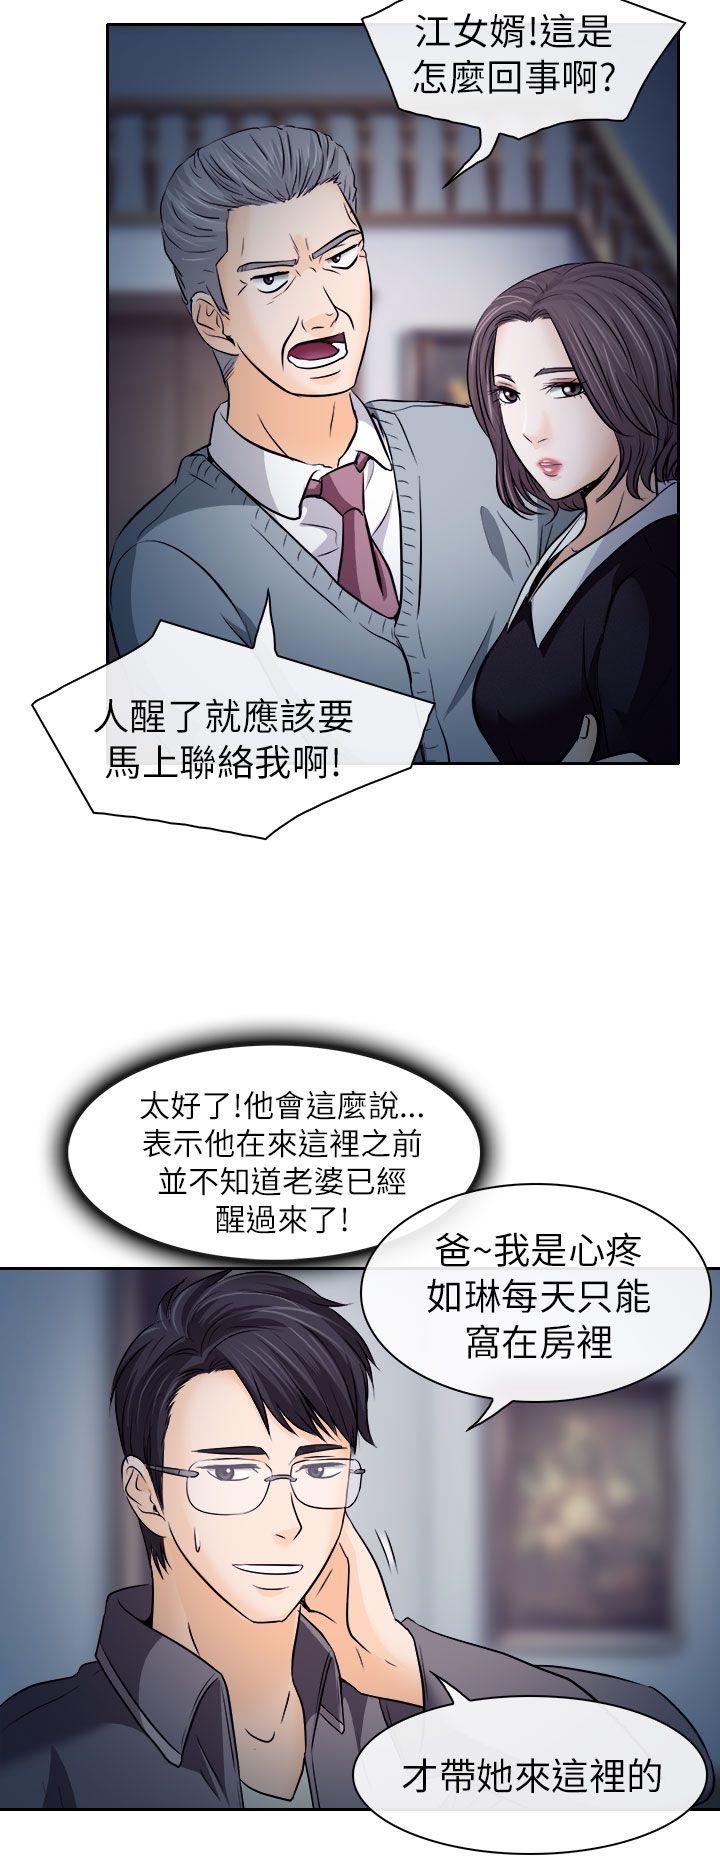 江女婿!這是
怎麼回事啊?
人醒了就應該要
馬上聯絡我啊!
太好了!他會這麼說...
表示他在來這裡之前
並不知道老婆已經
醒過來了!
爸~我是心疼
如琳每天只能
窩在房裡
才帶她來這裡的